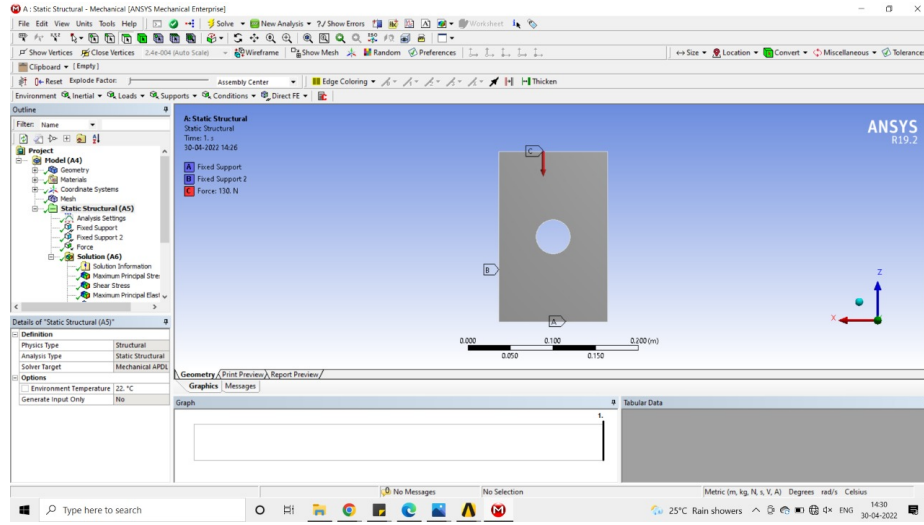 A : Static Structural - Mechanical [ANSYS Mechanical Enterprise]
File Edit View Units Tools Help Solve New Analysis ?/ Show Errors Worksheet
Show Vertices Close Vertices 2.4e-004 (Auto Scale) Wireframe Show Mesh Random Preferences Size Location Convert Miscellaneous Tolerances
Clipboard [Empty]
Reset Explode Factor: Assembly Center Edge Coloring Thicken
Environment Inertial Loads Supports Conditions Direct FE
Outline
Filter: Name
Project
Model (A4)
Geometry
Materials
Coordinate Systems
Mesh
Static Structural (A5)
Analysis Settings
Fixed Support
Fixed Support 2
Force
Solution (A6)
Solution Information
Maximum Principal Stre
Shear Stress
Maximum Principal Elast
Details of "Static Structural (A5)"
Definition
Physics Type Structural
Analysis Type Static Structural
Solver Target Mechanical APDL
Options
Environment Temperature 22. °C
Generate Input Only No
A: Static Structural
Static Structural
Time: 1. s
30-04-2022 14:26
A Fixed Support
B Fixed Support 2
C Force: 130. N
ANSYS
R19.2
C
B
A
Z
X
0.000 0.100 0.200 (m)
0.050 0.150
Geometry Print Preview Report Preview
Graphics Messages
Graph
1.
Tabular Data
No Messages No Selection Metric (m, kg, N, s, V, A) Degrees rad/s Celsius
Type here to search
25°C Rain showers ENG
14:30
30-04-2022